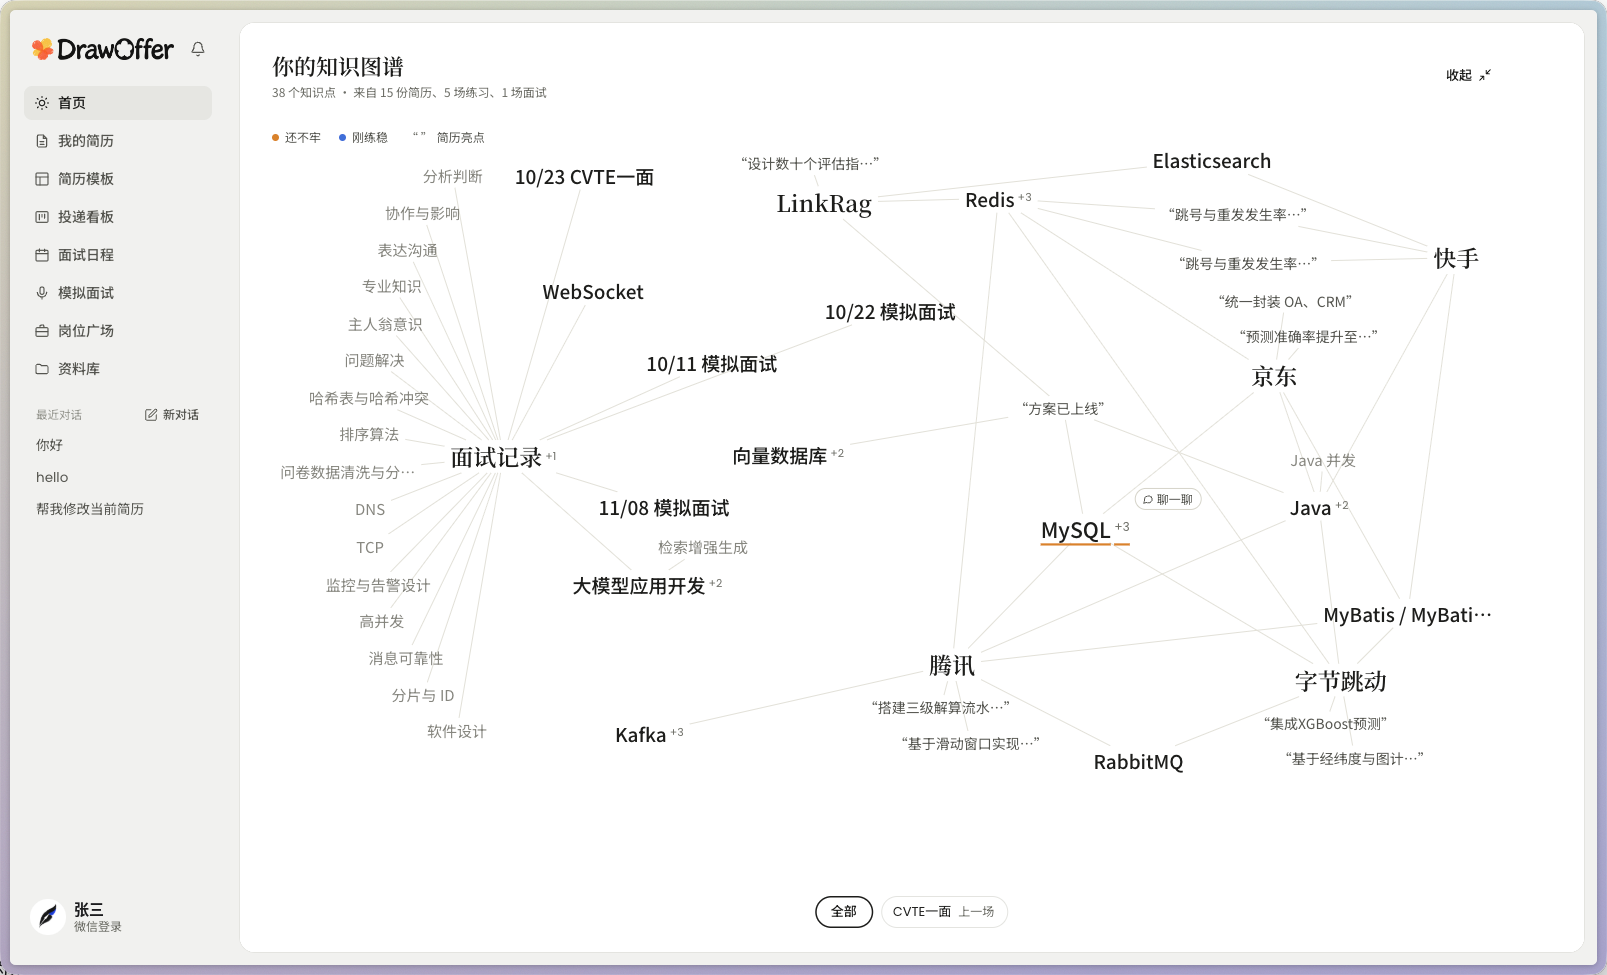 DrawOffer
首页
我的简历
简历模板
投递看板
面试日程
模拟面试
岗位广场
资料库
最近对话 新对话
你好
hello
帮我修改当前简历
张三
微信登录
你的知识图谱
38 个知识点 · 来自 15 份简历、5 场练习、1 场面试
收起
还不牢 刚练稳 “ ” 简历亮点
分析判断
10/23 CVTE一面
“设计数十个评估指…”
Elasticsearch
LinkRag
Redis +3
协作与影响
“跳号与重发发生率…”
表达沟通
“跳号与重发发生率…”
快手
专业知识
WebSocket
“统一封装 OA、CRM”
主人翁意识
10/22 模拟面试
“预测准确率提升至…”
问题解决
10/11 模拟面试
京东
哈希表与哈希冲突
“方案已上线”
排序算法
面试记录 +1
向量数据库 +2
Java 并发
问卷数据清洗与分…
DNS
11/08 模拟面试
聊一聊
Java +2
MySQL +3
TCP
检索增强生成
监控与告警设计
大模型应用开发 +2
高并发
MyBatis / MyBati…
消息可靠性
腾讯
字节跳动
分片与 ID
“搭建三级解算流水…”
“集成XGBoost预测”
软件设计
Kafka +3
“基于滑动窗口实现…”
RabbitMQ
“基于经纬度与图计…”
全部
CVTE一面 上一场